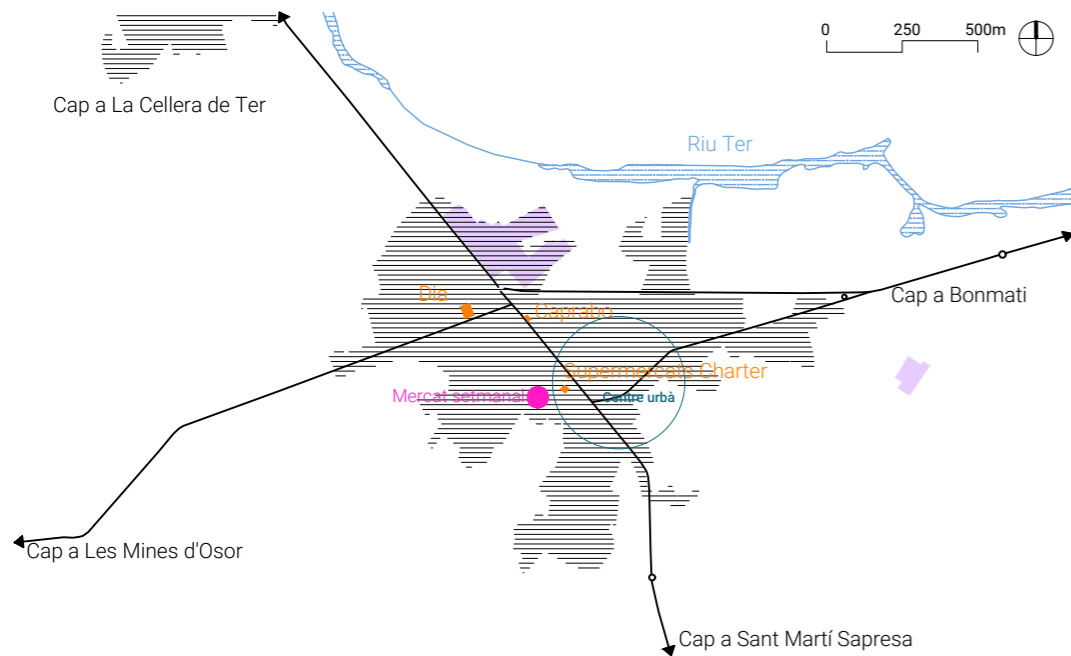 0 250 500m
Cap a La Cellera de Ter
Riu Ter
Dia
Cap a Bonmati
Caprabo
Supermercats Charter
Mercat setmanal
Centre urbà
Cap a Les Mines d'Osor
Cap a Sant Martí Sapresa